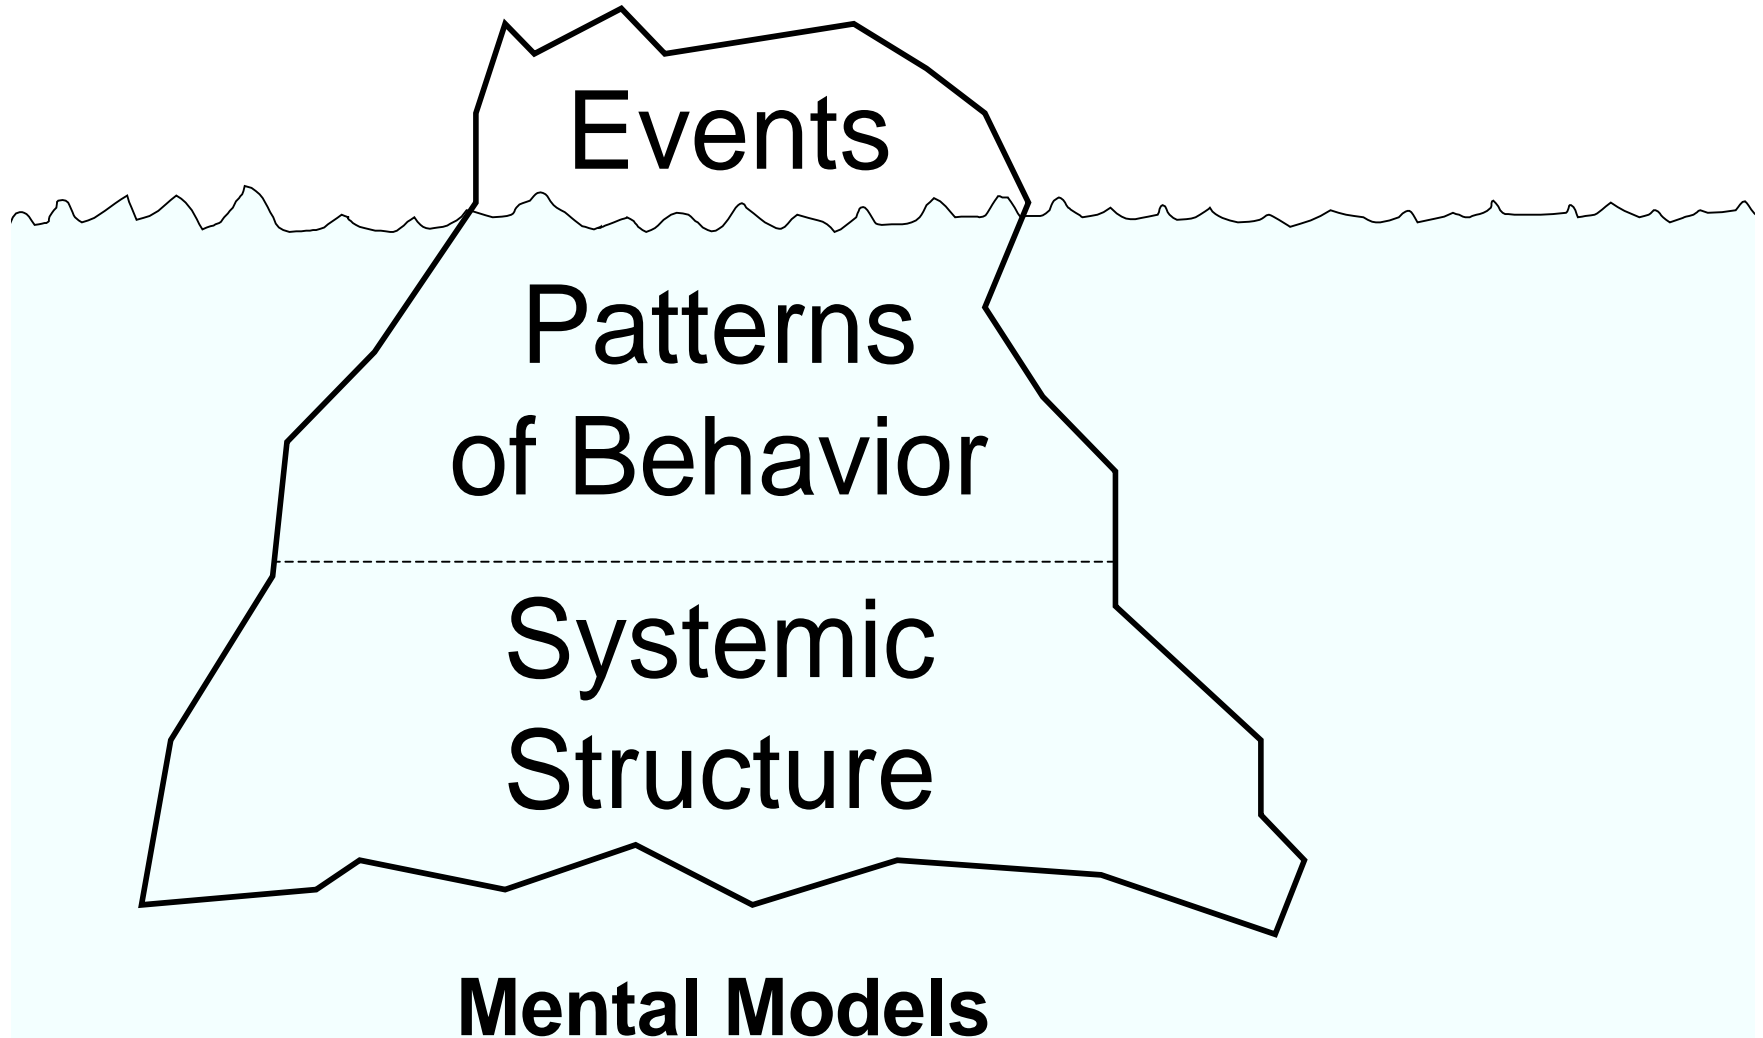 Events
Patterns
of Behavior
Systemic
Structure
Mental Models